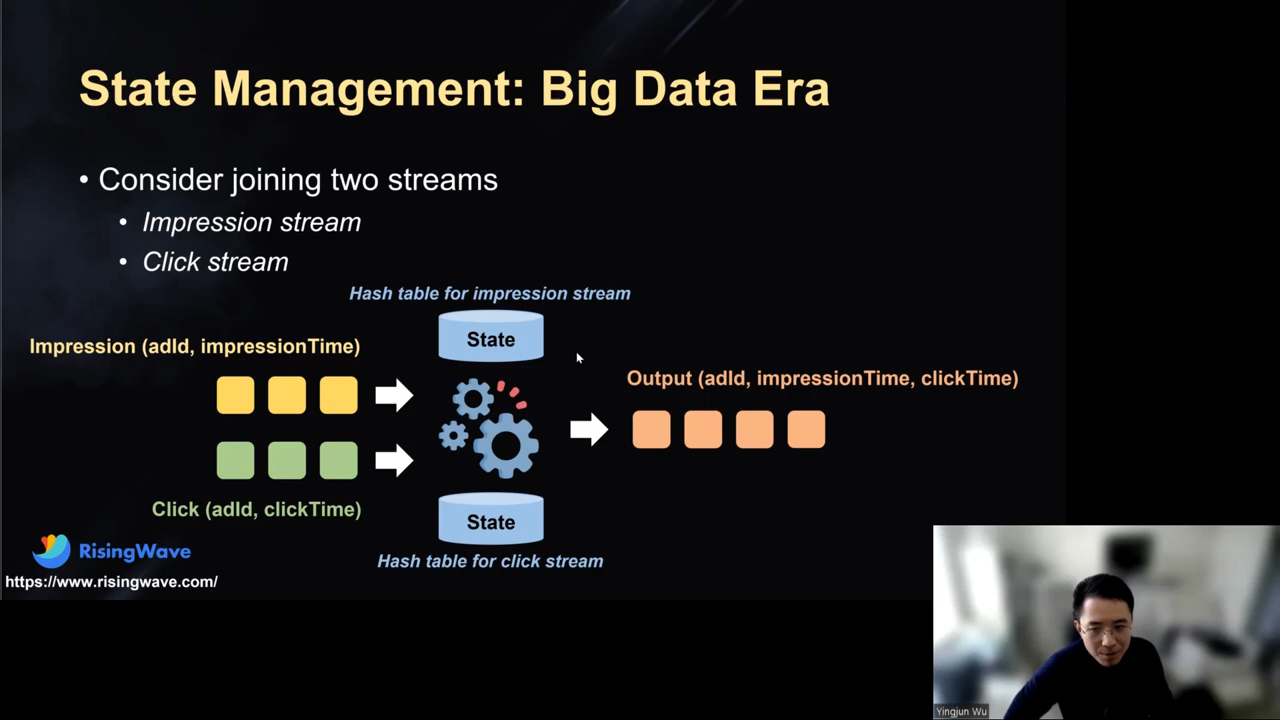 State Management: Big Data Era
• Consider joining two streams
• Impression stream
• Click stream
Hash table for impression stream
State
Impression (adId, impressionTime)
Output (adId, impressionTime, clickTime)
Click (adId, clickTime)
State
Hash table for click stream
RisingWave
https://www.risingwave.com/
Yingjun Wu